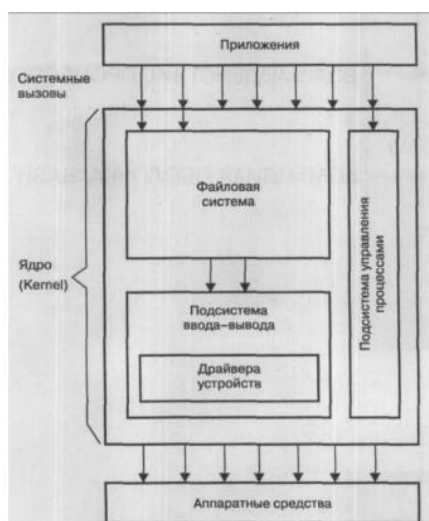 Приложения
Системные
вызовы
Файловая
система
Ядро
(Kernel)
Подсистема управления
процессами
Подсистема
ввода–вывода
Драйвера
устройств
Аппаратные средства